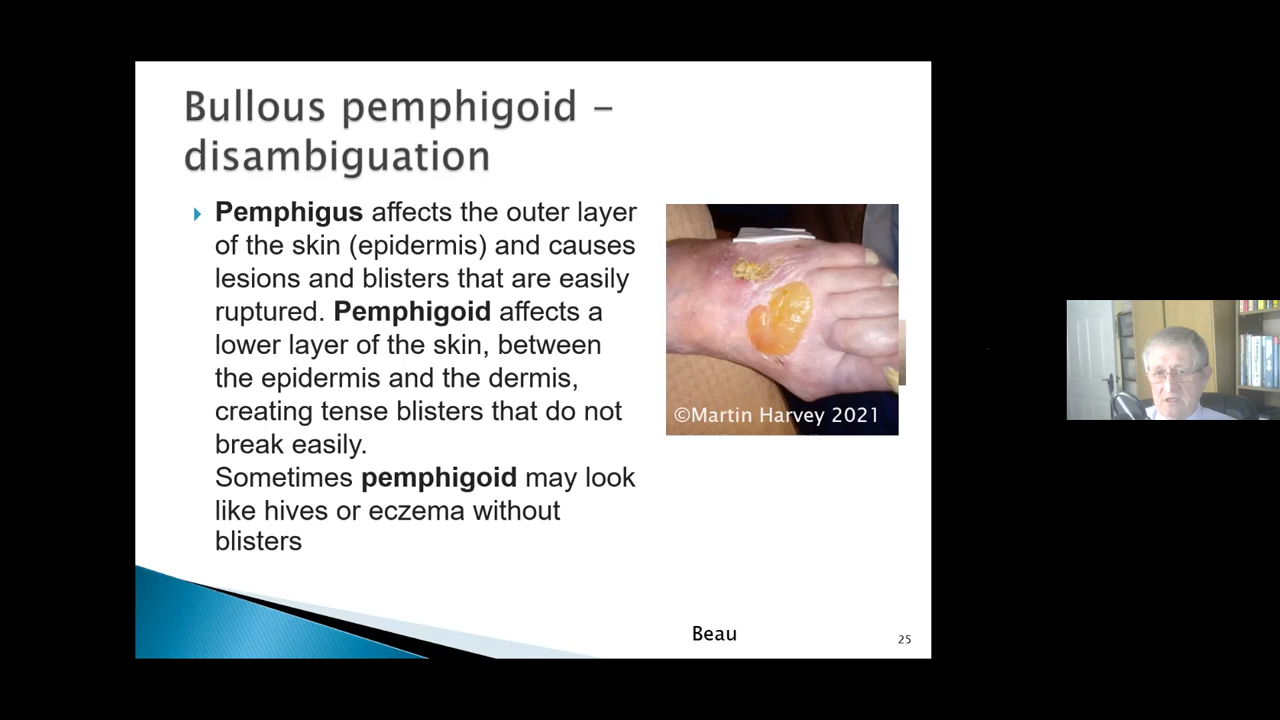 Bullous pemphigoid –
disambiguation
Pemphigus affects the outer layer
of the skin (epidermis) and causes
lesions and blisters that are easily
ruptured. Pemphigoid affects a
lower layer of the skin, between
the epidermis and the dermis,
creating tense blisters that do not
break easily.
Sometimes pemphigoid may look
like hives or eczema without
blisters
©Martin Harvey 2021
Beau
25